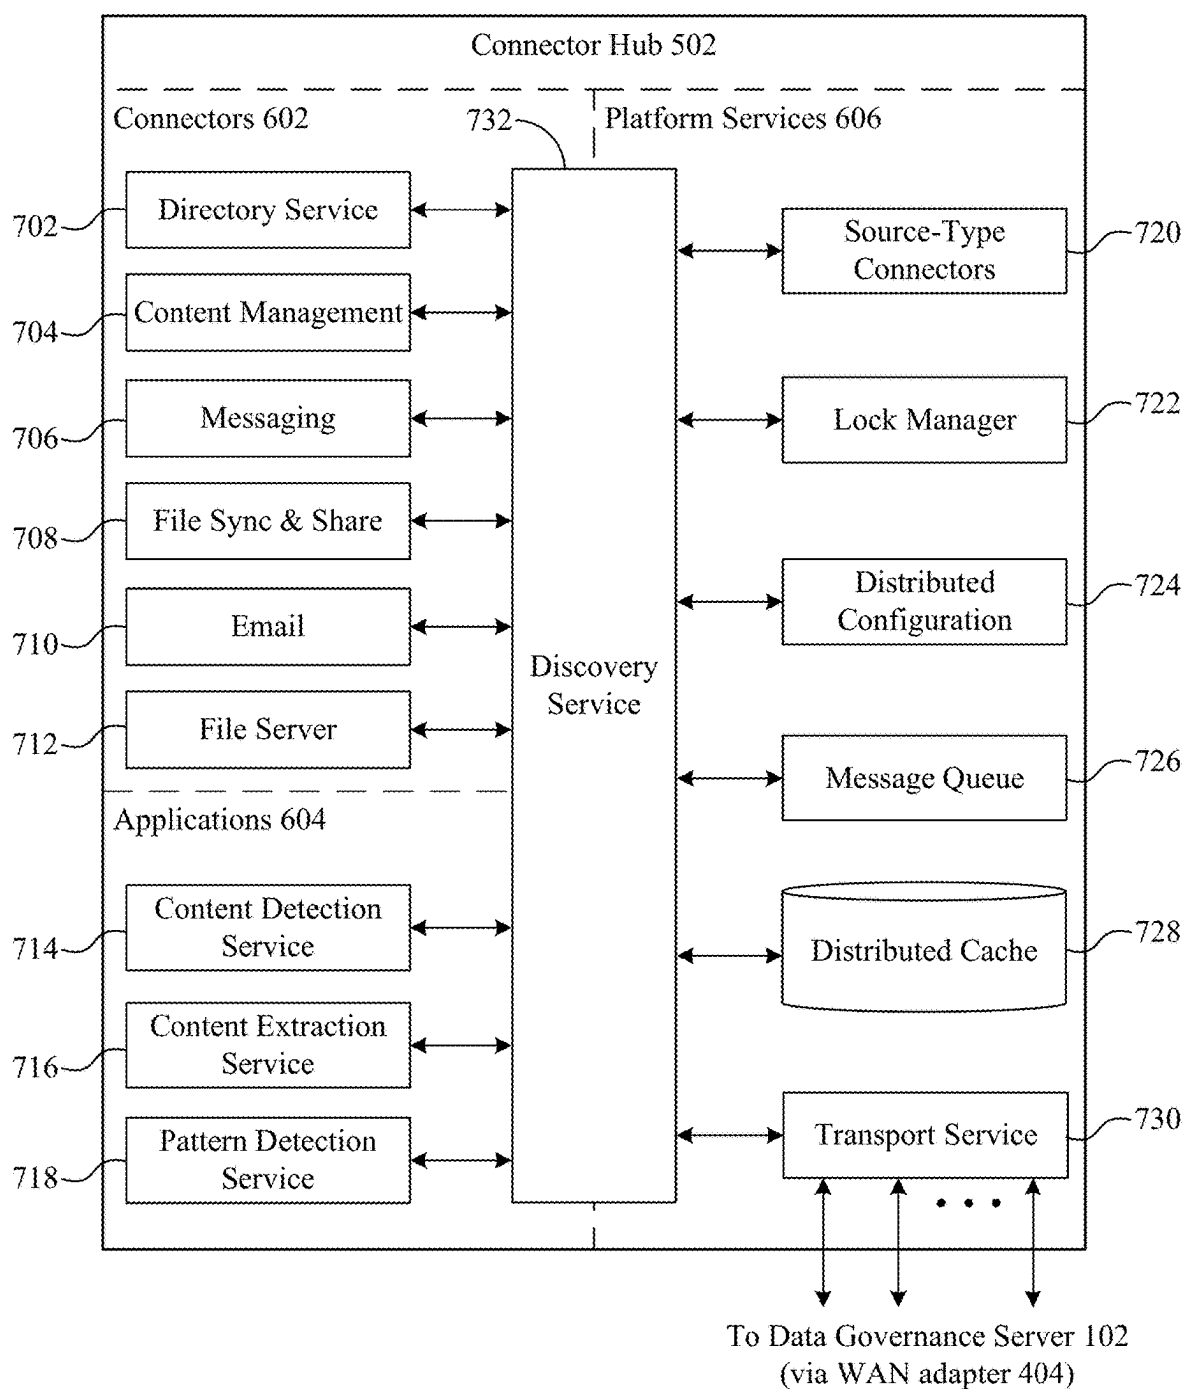 Connector Hub 502
Connectors 602
732
Platform Services 606
702
Directory Service
704
Content Management
706
Messaging
708
File Sync & Share
710
Email
712
File Server
Applications 604
714
Content Detection
Service
716
Content Extraction
Service
718
Pattern Detection
Service
Discovery
Service
Source-Type
Connectors
720
Lock Manager
722
Distributed
Configuration
724
Message Queue
726
Distributed Cache
728
Transport Service
730
To Data Governance Server 102
(via WAN adapter 404)